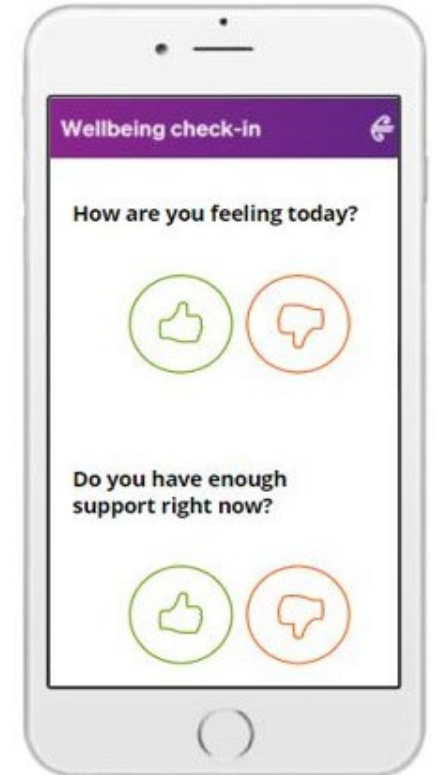 Wellbeing check-in
How are you feeling today?
Do you have enough
support right now?